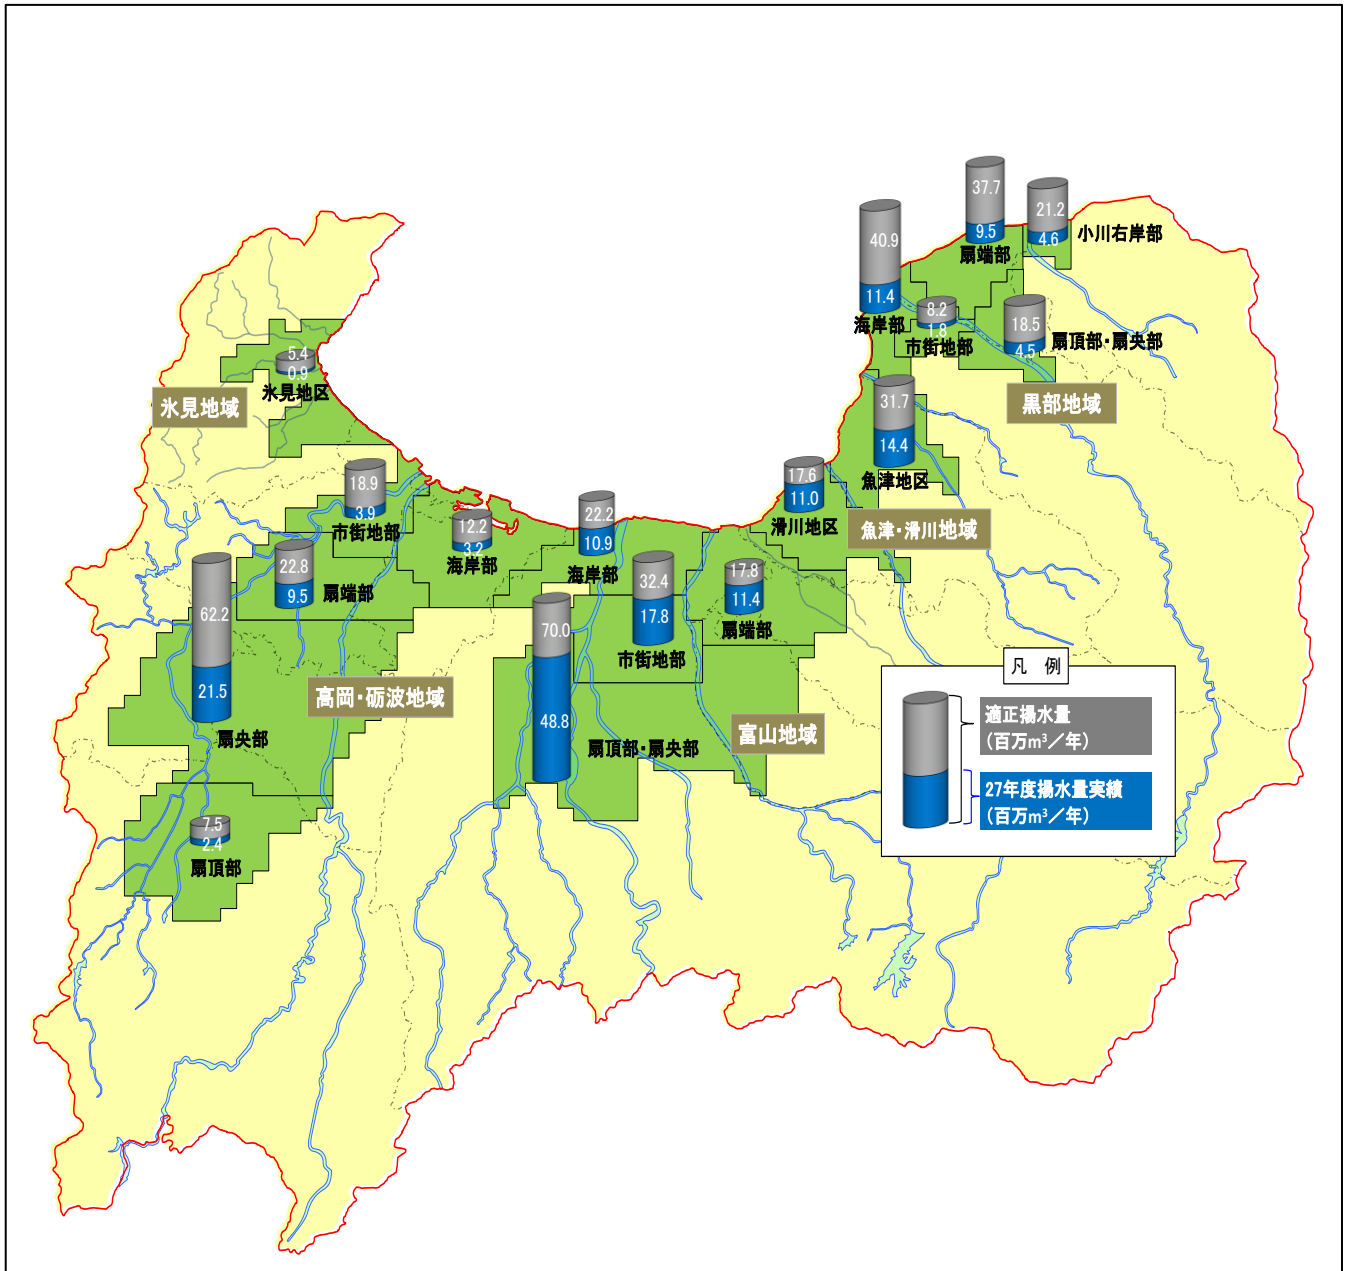 37.7
9.5
扇端部
21.2
4.6
小川右岸部
40.9
11.4
海岸部
8.2
1.8
市街地部
18.5
4.5
扇頂部・扇央部
黒部地域
5.4
0.9
氷見地区
氷見地域
31.7
14.4
魚津地区
17.6
11.0
滑川地区
魚津・滑川地域
18.9
3.9
市街地部
12.2
3.2
海岸部
22.2
10.9
海岸部
22.8
9.5
扇端部
32.4
17.8
市街地部
17.8
11.4
扇端部
62.2
21.5
扇央部
高岡・砺波地域
70.0
48.8
扇頂部・扇央部
富山地域
7.5
2.4
扇頂部
凡 例
適正揚水量
(百万m³/年)
27年度揚水量実績
(百万m³/年)